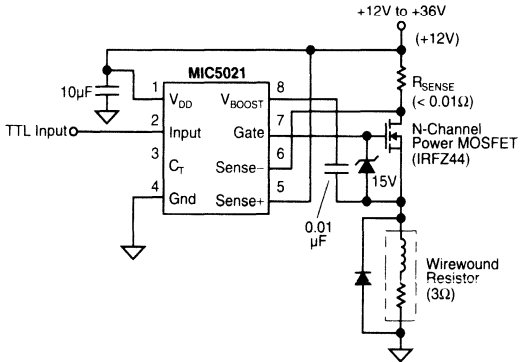 +12V to +36V
(+12V)
MIC5021
10µF
1
8
V_DD
V_BOOST
R_SENSE
(< 0.01Ω)
2
7
TTL Input
Input
Gate
N-Channel
Power MOSFET
(IRFZ44)
3
6
C_T
Sense−
15V
4
5
Gnd
Sense+
0.01
µF
Wirewound
Resistor
(3Ω)